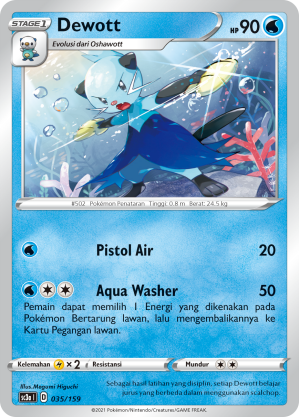 STAGE 1 Dewott HP 90
Evolusi dari Oshawott
#502 Pokémon Penataran Tinggi: 0.8 m Berat: 24.5 kg
Pistol Air 20
Aqua Washer 50
Pemain dapat memilih 1 Energi yang dikenakan pada
Pokémon Bertarung lawan, lalu mengembalikannya ke
Kartu Pegangan lawan.
Kelemahan ×2 Resistansi Mundur
Illus. Megumi Higuchi
Sebagai hasil latihan yang disiplin, setiap Dewott belajar
jurus yang berbeda dalam menggunakan scalchop.
sc3a I D 035/159
©2021 Pokémon/Nintendo/Creatures/GAME FREAK.